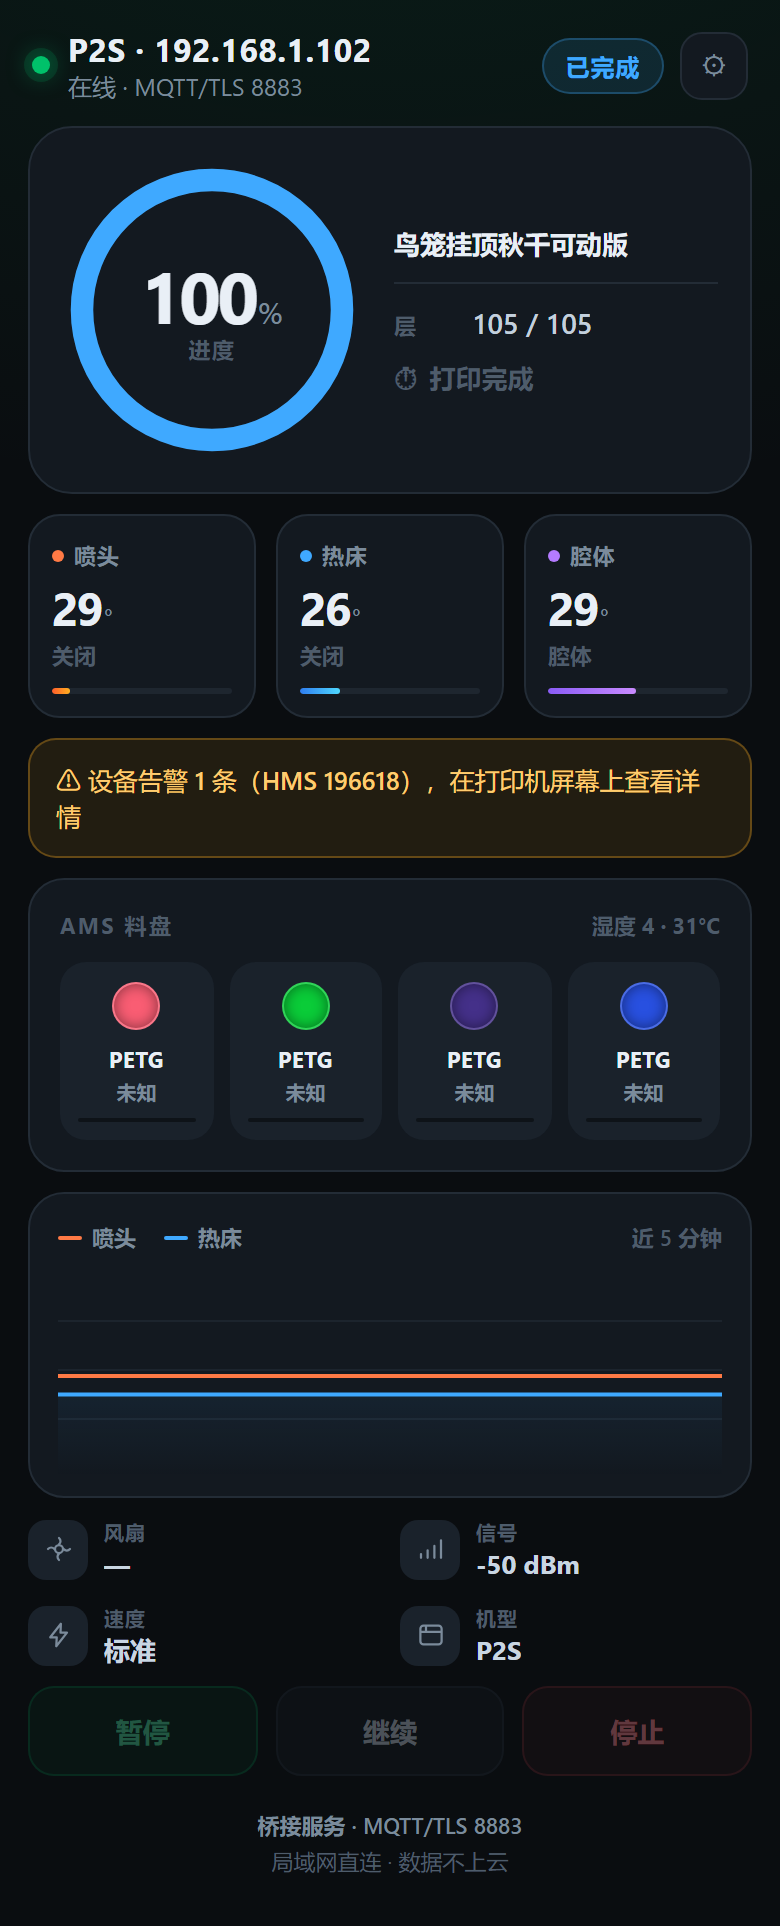 P2S · 192.168.1.102
在线 · MQTT/TLS 8883
已完成
100%
进度
鸟笼挂顶秋千可动版
层 105 / 105
打印完成
喷头
29°
关闭
热床
26°
关闭
腔体
29°
腔体
设备告警 1 条（HMS 196618），在打印机屏幕上查看详
情
AMS 料盘
湿度 4 · 31°C
PETG
未知
PETG
未知
PETG
未知
PETG
未知
喷头 热床
近 5 分钟
风扇
—
信号
-50 dBm
速度
标准
机型
P2S
暂停
继续
停止
桥接服务 · MQTT/TLS 8883
局域网直连 · 数据不上云